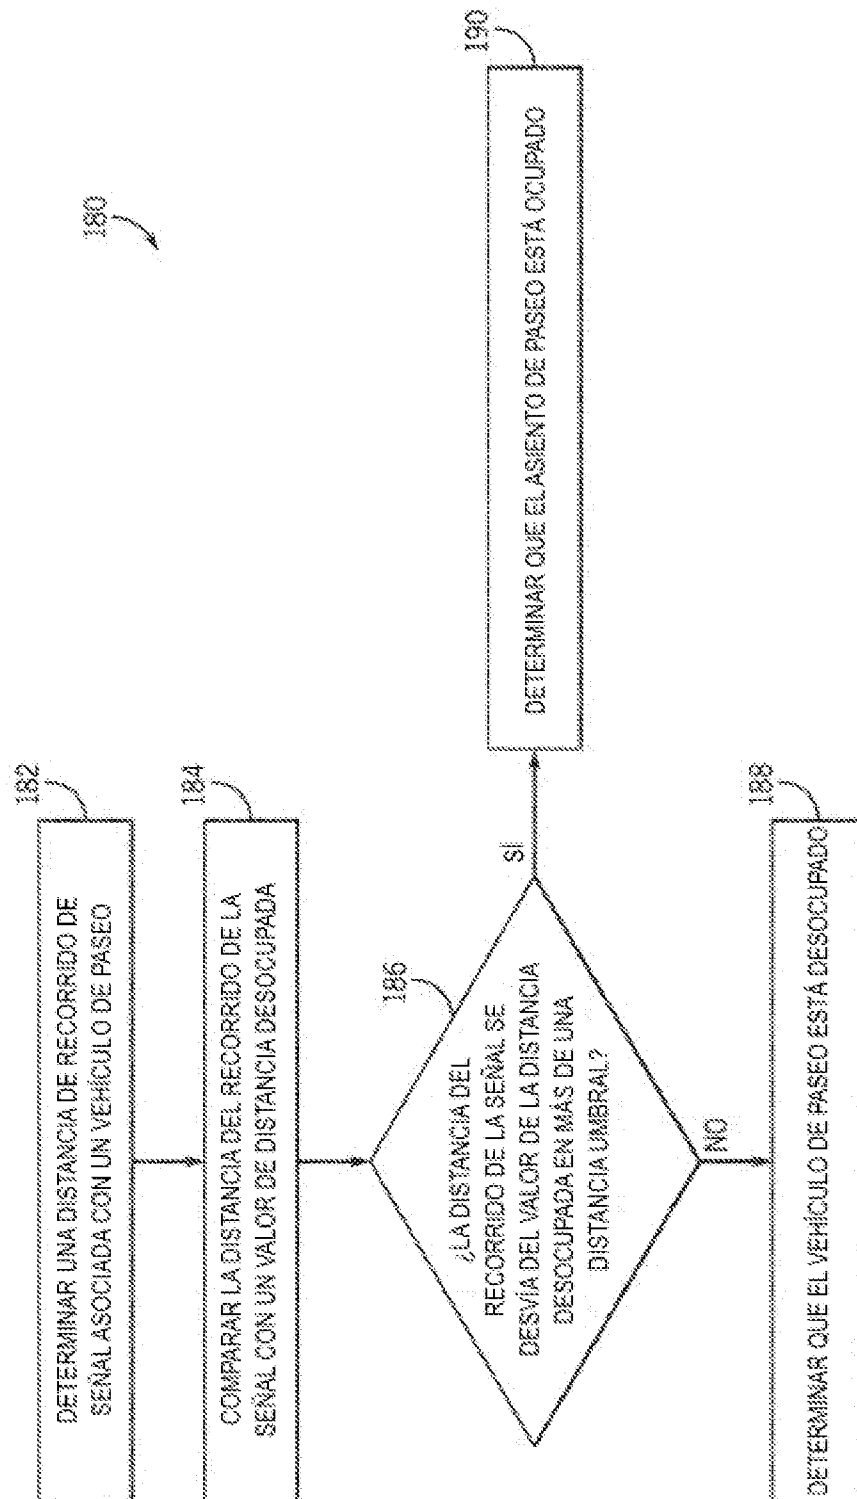 180
182
DETERMINAR UNA DISTANCIA DE RECORRIDO DE
SEÑAL ASOCIADA CON UN VEHÍCULO DE PASEO
184
COMPARAR LA DISTANCIA DEL RECORRIDO DE LA
SEÑAL CON UN VALOR DE DISTANCIA DESOCUPADA
186
¿LA DISTANCIA DEL
RECORRIDO DE LA SEÑAL SE
DESVÍA DEL VALOR DE LA DISTANCIA
DESOCUPADA EN MÁS DE UNA
DISTANCIA UMBRAL?
SI
190
DETERMINAR QUE EL ASIENTO DE PASEO ESTÁ OCUPADO
NO
188
DETERMINAR QUE EL VEHÍCULO DE PASEO ESTÁ DESOCUPADO